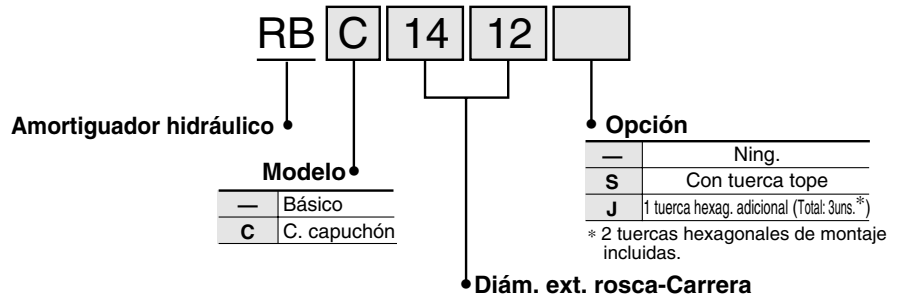 RB C 14 12
Amortiguador hidráulico
Modelo
— Básico
C C. capuchón
Opción
— Ning.
S Con tuerca tope
J 1 tuerca hexag. adicional (Total: 3uns.*)
* 2 tuercas hexagonales de montaje
incluidas.
Diám. ext. rosca-Carrera